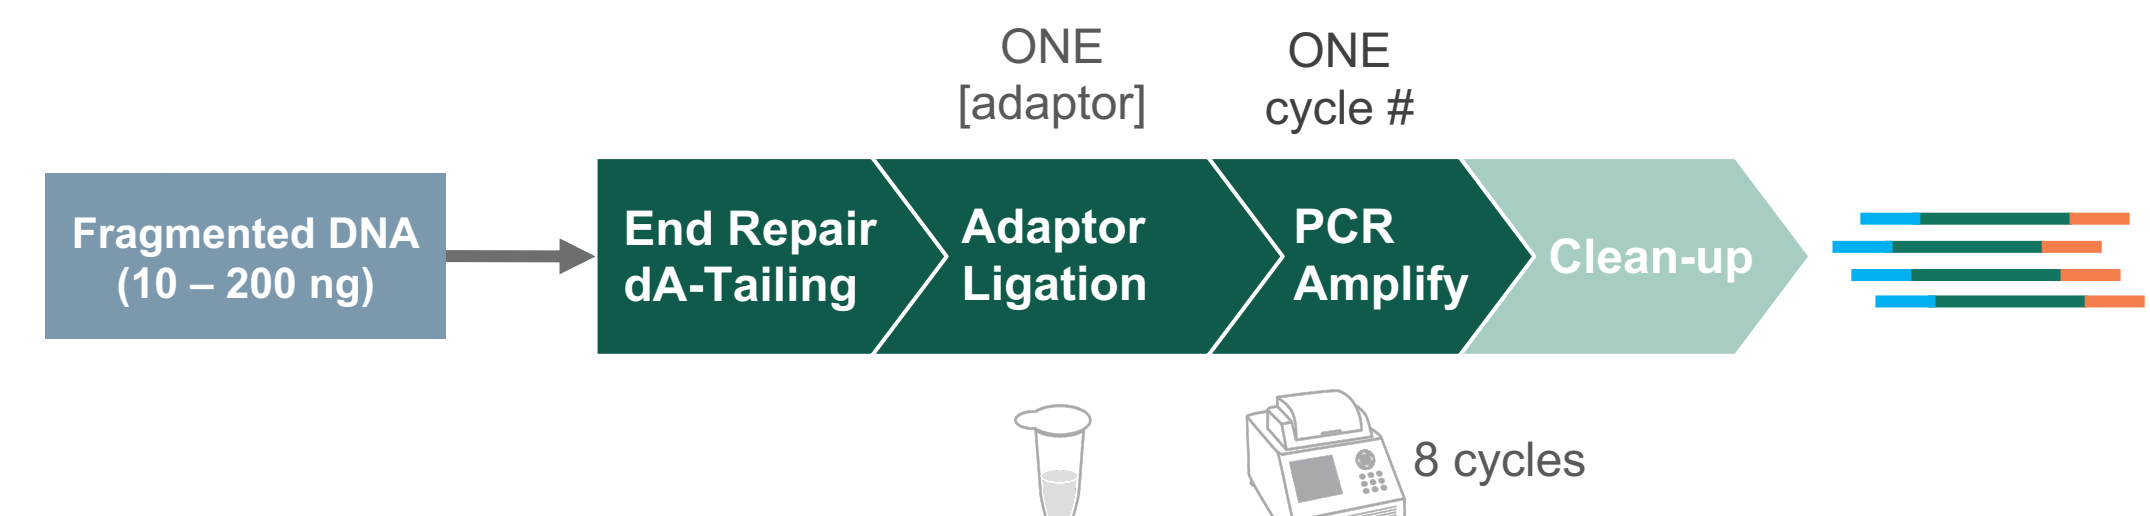 ONE
[adaptor]
ONE
cycle #
Fragmented DNA
(10 – 200 ng)
End Repair
dA-Tailing
Adaptor
Ligation
PCR
Amplify
Clean-up
8 cycles